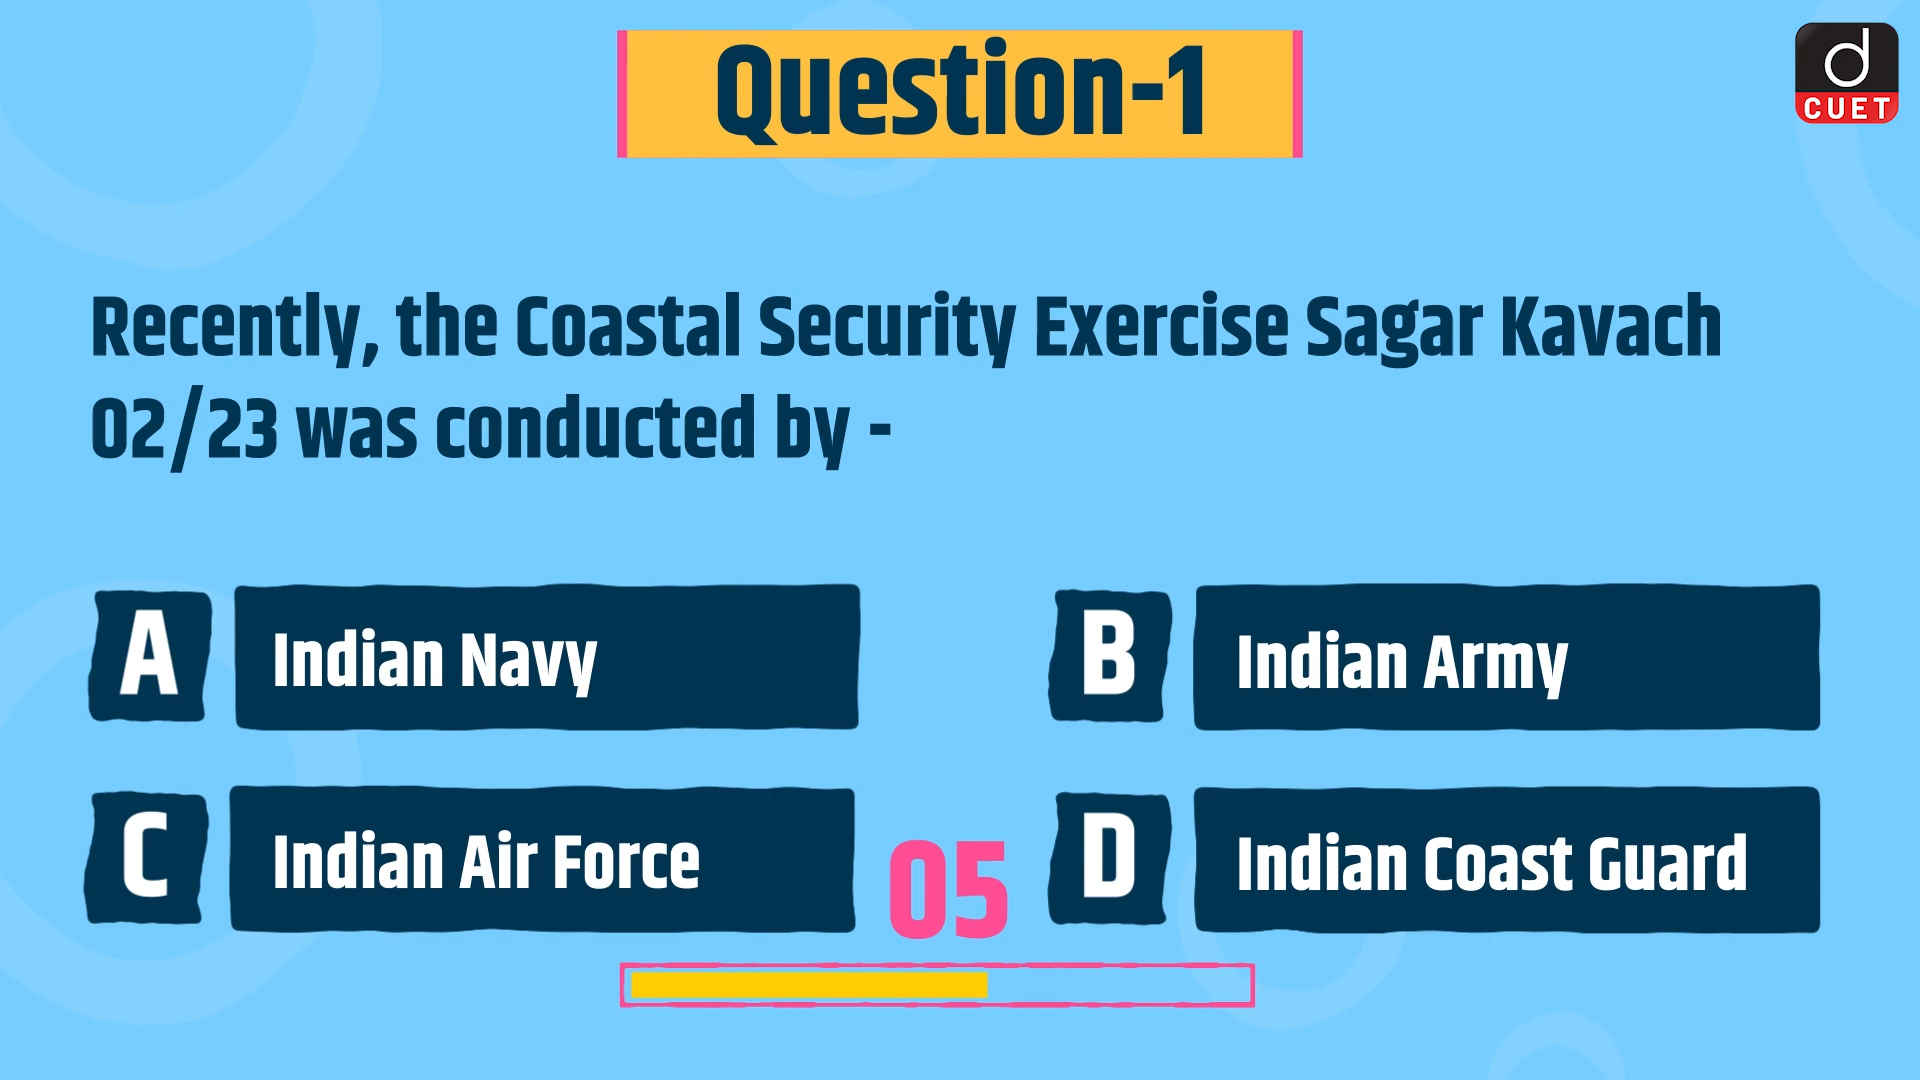 Question-1
d
CUET
Recently, the Coastal Security Exercise Sagar Kavach
02/23 was conducted by -
A Indian Navy
B Indian Army
C Indian Air Force
D Indian Coast Guard
05